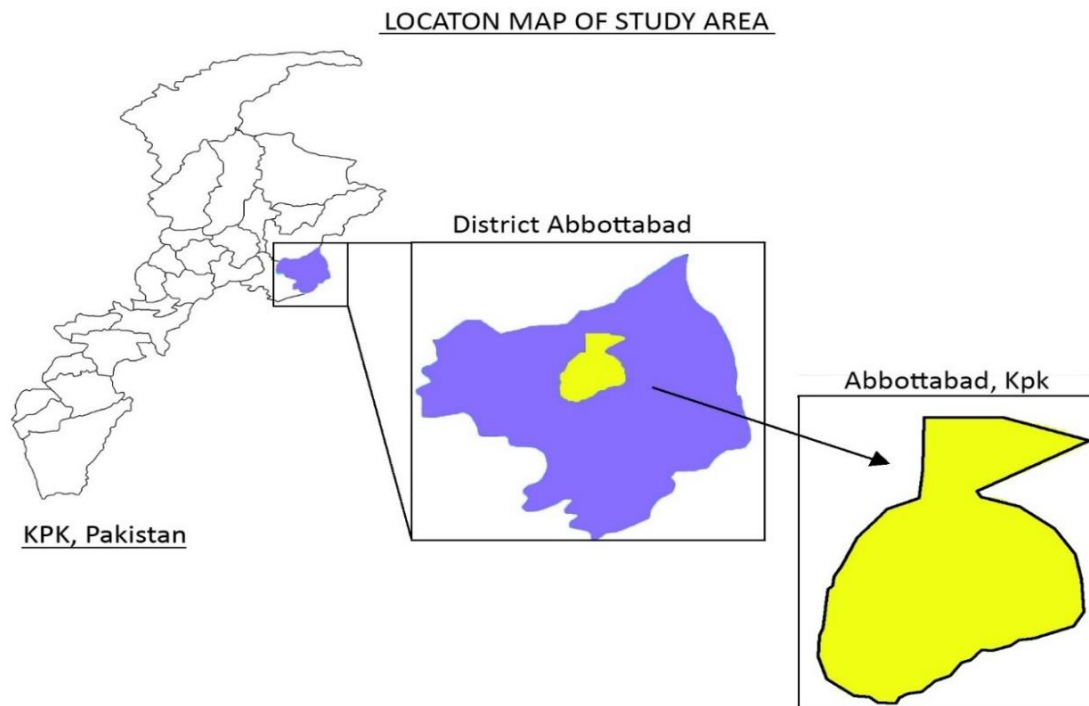 LOCATON MAP OF STUDY AREA
District Abbottabad
Abbottabad, Kpk
KPK, Pakistan